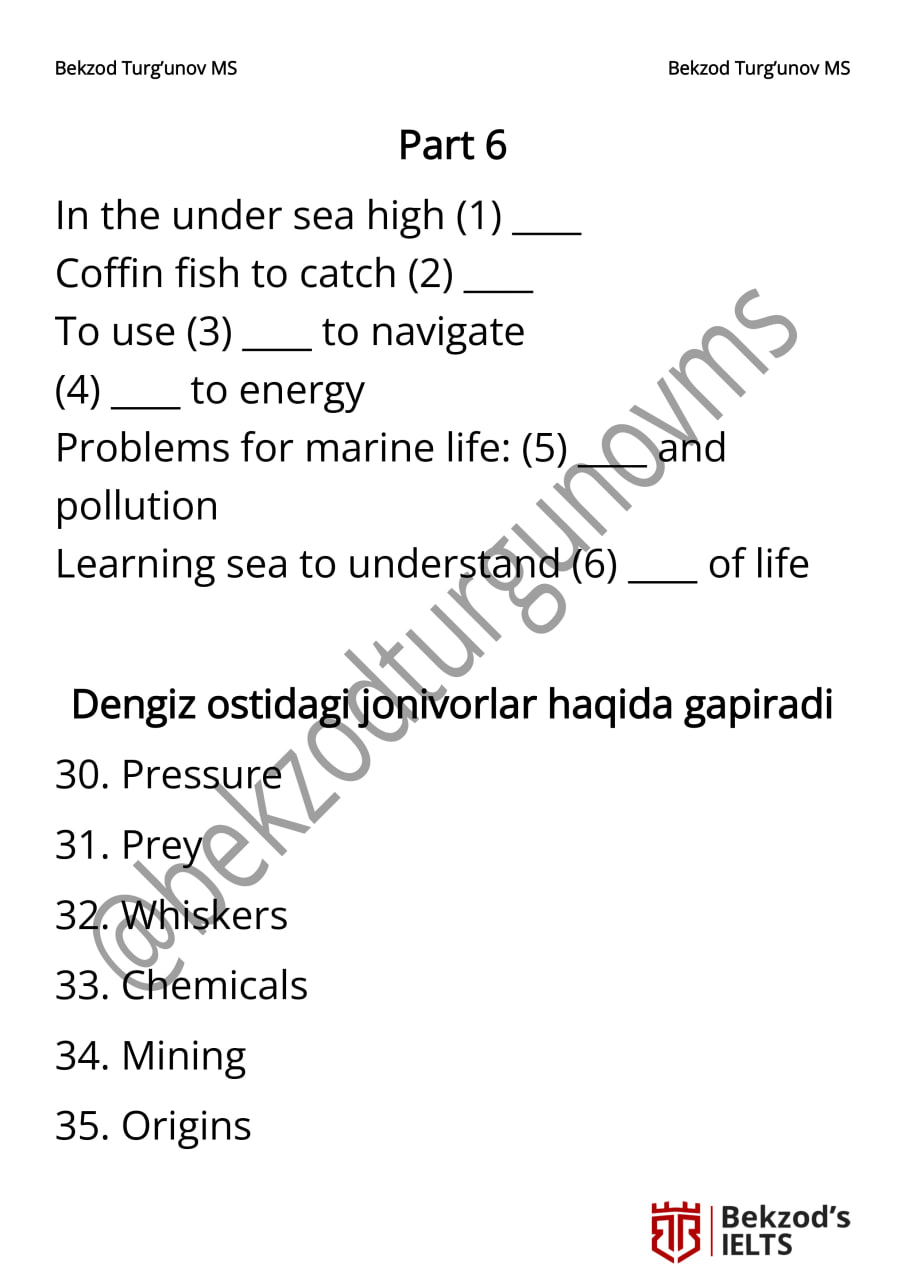 Bekzod Turg’unov MS
Bekzod Turg’unov MS
Part 6
In the under sea high (1) ____
Coffin fish to catch (2) ____
To use (3) ____ to navigate
(4) ____ to energy
Problems for marine life: (5) ____ and
pollution
Learning sea to understand (6) ____ of life
Dengiz ostidagi jonivorlar haqida gapiradi
30. Pressure
31. Prey
32. Whiskers
33. Chemicals
34. Mining
35. Origins
@bekzodturgunovms
Bekzod’s
IELTS